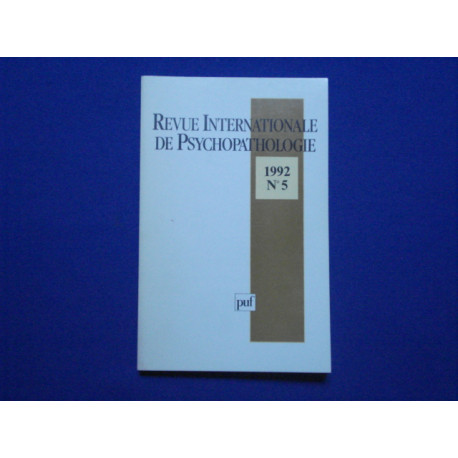 REVUE INTERNATIONALE
DE PSYCHOPATHOLOGIE
1992
N° 5
puf